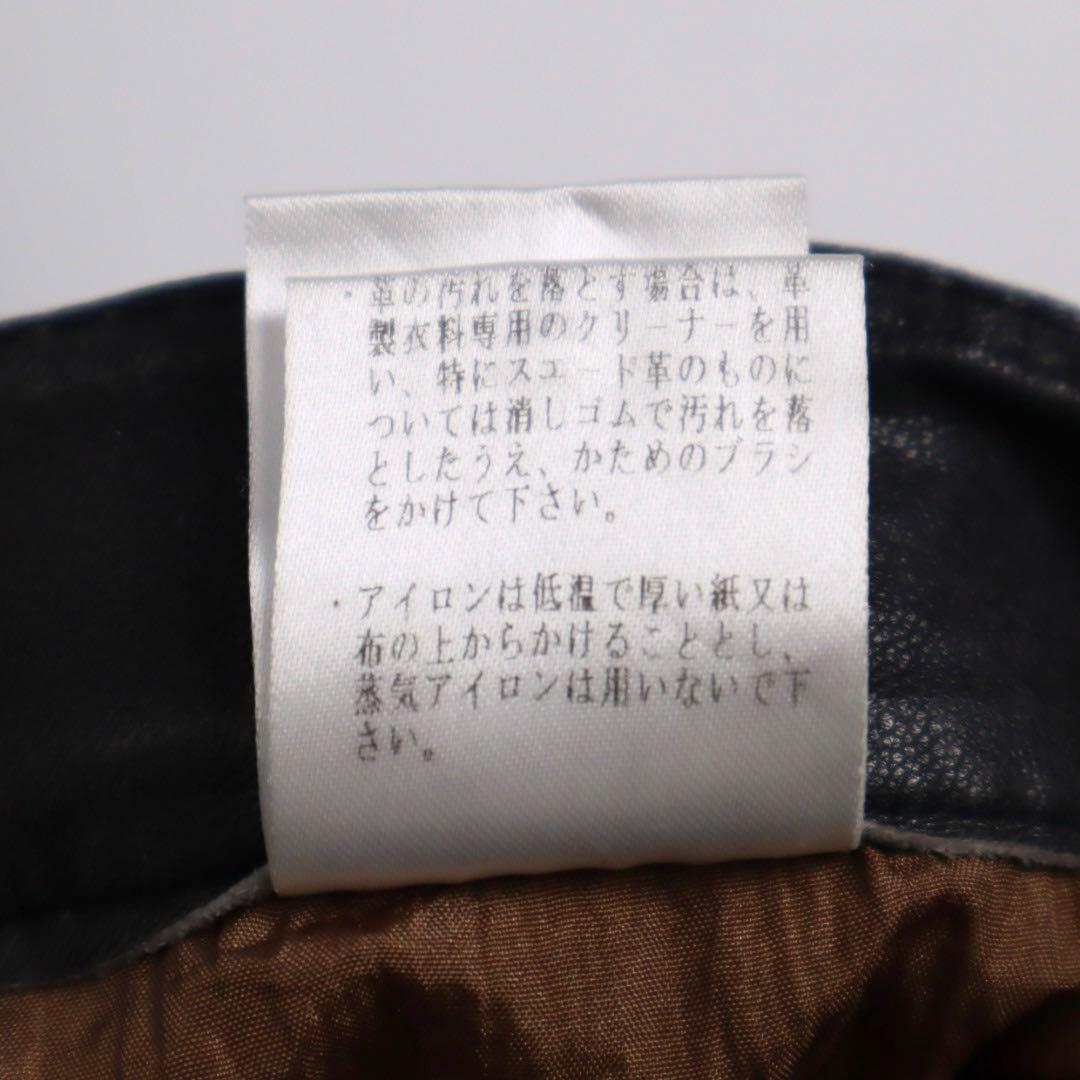 ・革の汚れを落とす場合は、革
製衣料専用のクリーナーを用
い、特にスエード革のものに
ついては消しゴムで汚れを落
としたうえ、かためのブラシ
をかけて下さい。
・アイロンは低温で厚い紙又は
布の上からかけることとし、
蒸気アイロンは用いないで下
さい。